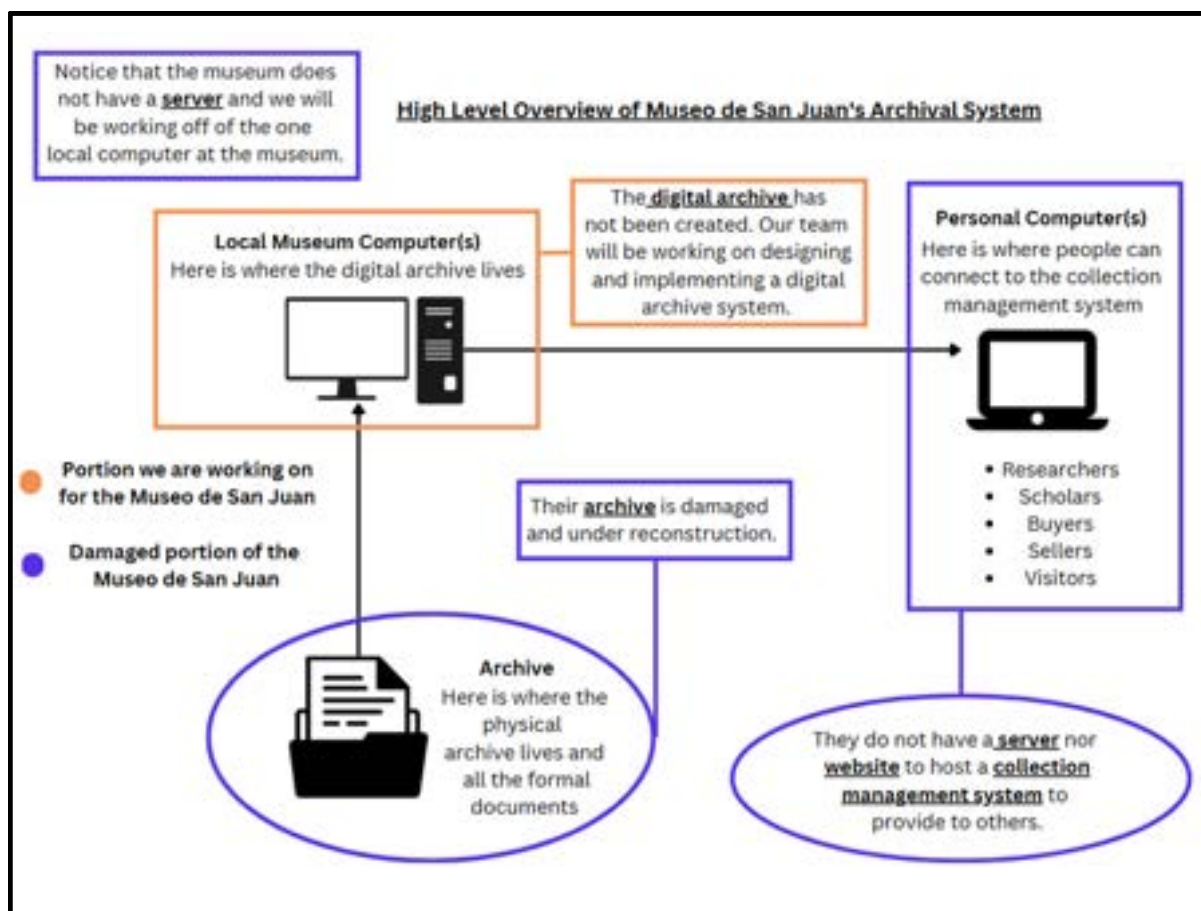 Notice that the museum does
not have a server and we will
be working off of the one
local computer at the museum.
High Level Overview of Museo de San Juan's Archival System
Local Museum Computer(s)
Here is where the digital archive lives
The digital archive has
not been created. Our team
will be working on designing
and implementing a digital
archive system.
Personal Computer(s)
Here is where people can
connect to the collection
management system
• Researchers
• Scholars
• Buyers
• Sellers
• Visitors
Portion we are working on
for the Museo de San Juan
Damaged portion of the
Museo de San Juan
Their archive is damaged
and under reconstruction.
Archive
Here is where the
physical
archive lives and
all the formal
documents
They do not have a server nor
website to host a collection
management system to
provide to others.